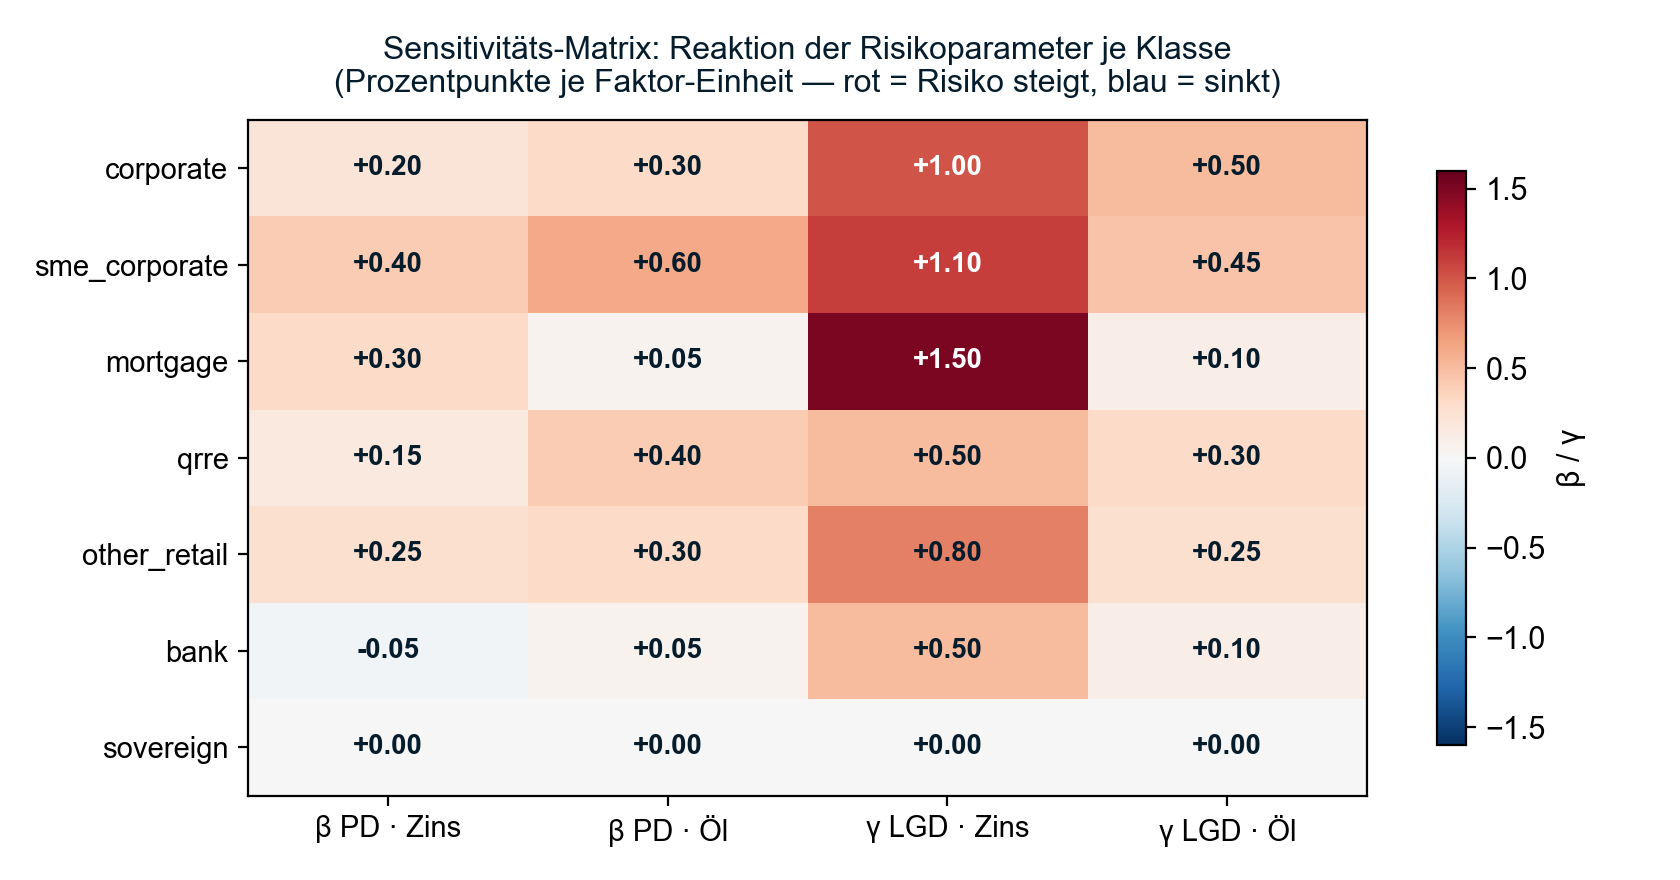 Sensitivitäts-Matrix: Reaktion der Risikoparameter je Klasse
(Prozentpunkte je Faktor-Einheit — rot = Risiko steigt, blau = sinkt)
corporate +0.20 +0.30 +1.00 +0.50
sme_corporate +0.40 +0.60 +1.10 +0.45
mortgage +0.30 +0.05 +1.50 +0.10
qrre +0.15 +0.40 +0.50 +0.30
other_retail +0.25 +0.30 +0.80 +0.25
bank -0.05 +0.05 +0.50 +0.10
sovereign +0.00 +0.00 +0.00 +0.00
β PD · Zins β PD · Öl γ LGD · Zins γ LGD · Öl
1.5
1.0
0.5
0.0
−0.5
−1.0
−1.5
β / γ